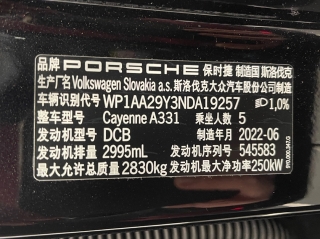 品牌 PORSCHE 保时捷 制造国 斯洛伐克
生产厂名 Volkswagen Slovakia a.s. 斯洛伐克大众汽车股份公司制造
车辆识别代号 WP1AA29Y3NDA19257 1,0%
整车型号 Cayenne A331 乘坐人数 5
发动机型号 DCB 制造年月 2022-06
发动机排量 2995mL 发动机序列号 545583
最大允许总质量 2830kg 发动机最大净功率 250kW